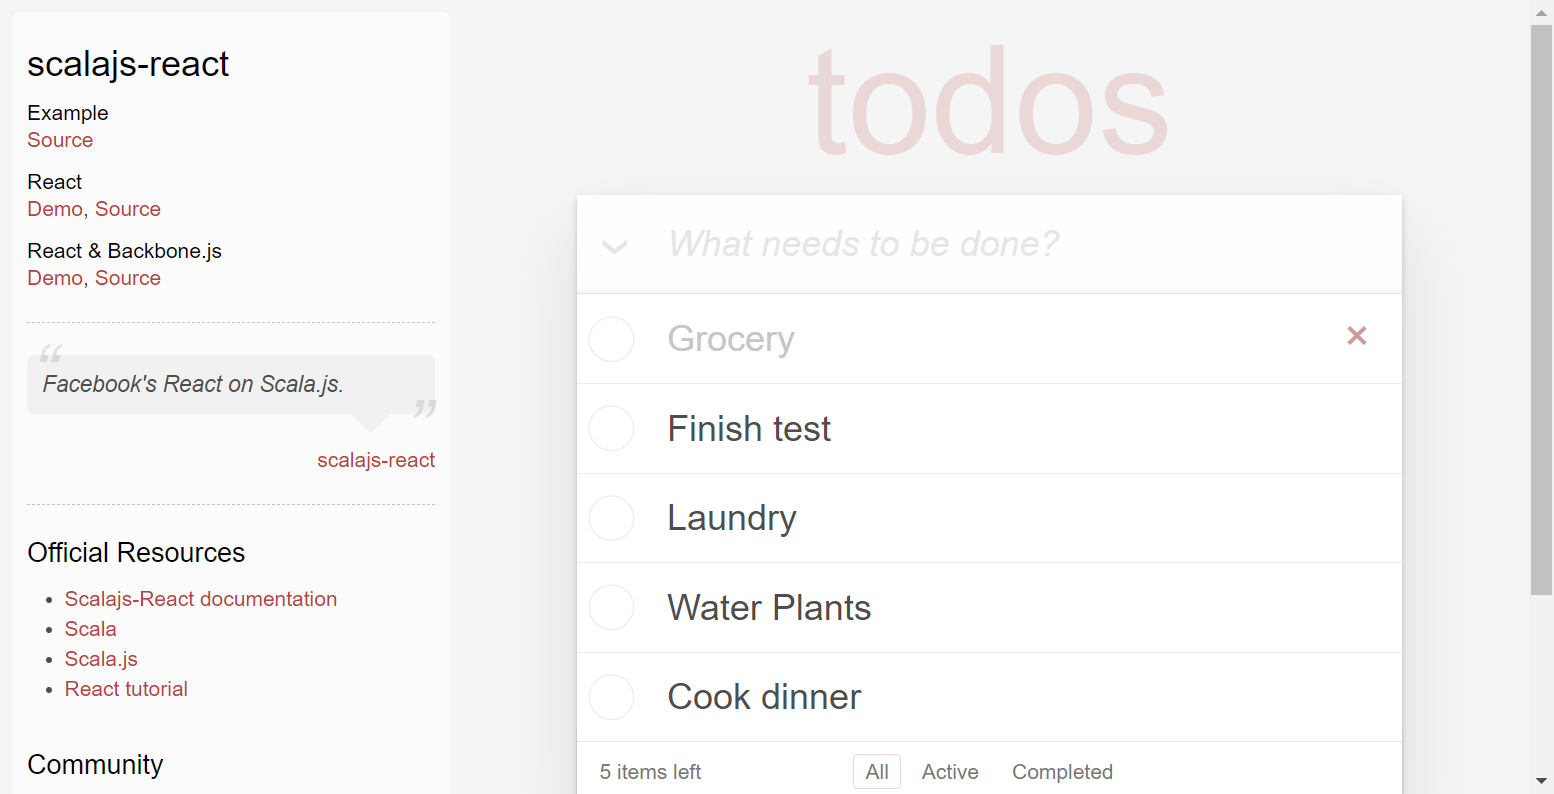 scalajs-react
Example
Source
React
Demo, Source
React & Backbone.js
Demo, Source
“
Facebook's React on Scala.js.
”
scalajs-react
Official Resources
• Scalajs-React documentation
• Scala
• Scala.js
• React tutorial
Community
todos
What needs to be done?
Grocery
Finish test
Laundry
Water Plants
Cook dinner
5 items left All Active Completed